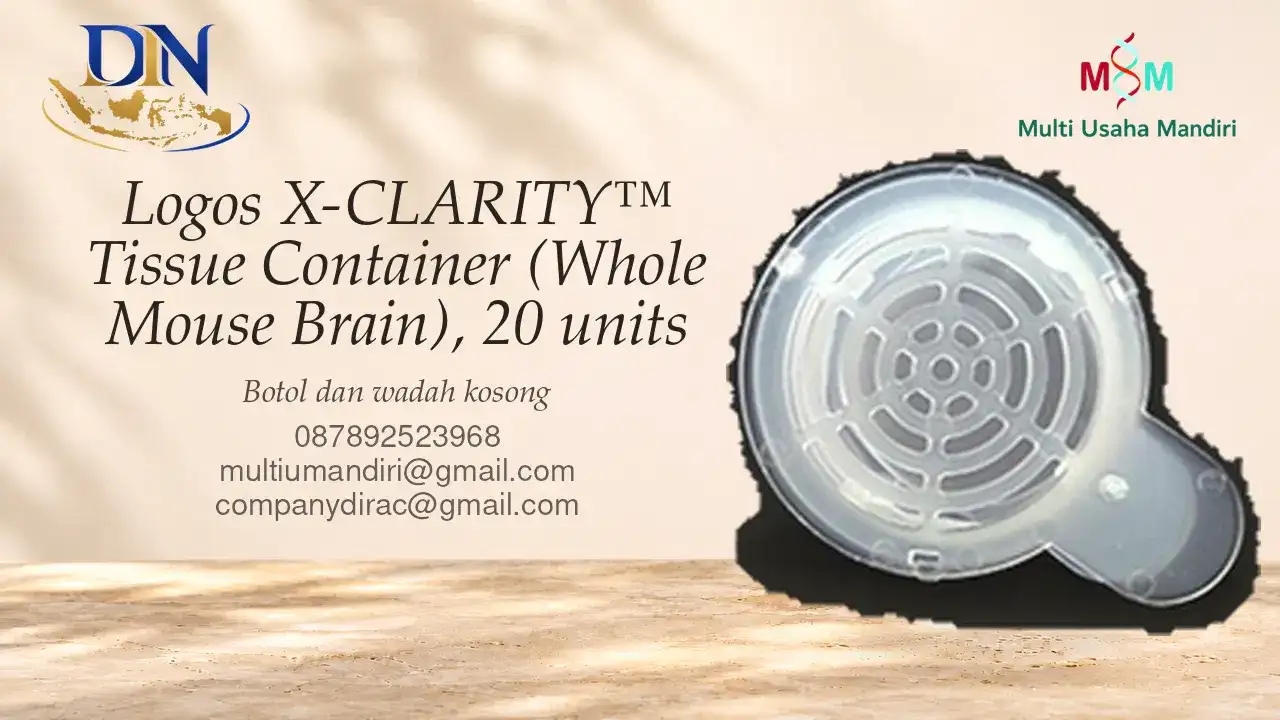 DN
M M
Multi Usaha Mandiri
Logos X-CLARITY™
Tissue Container (Whole
Mouse Brain), 20 units
Botol dan wadah kosong
087892523968
multiumandiri@gmail.com
companydirac@gmail.com